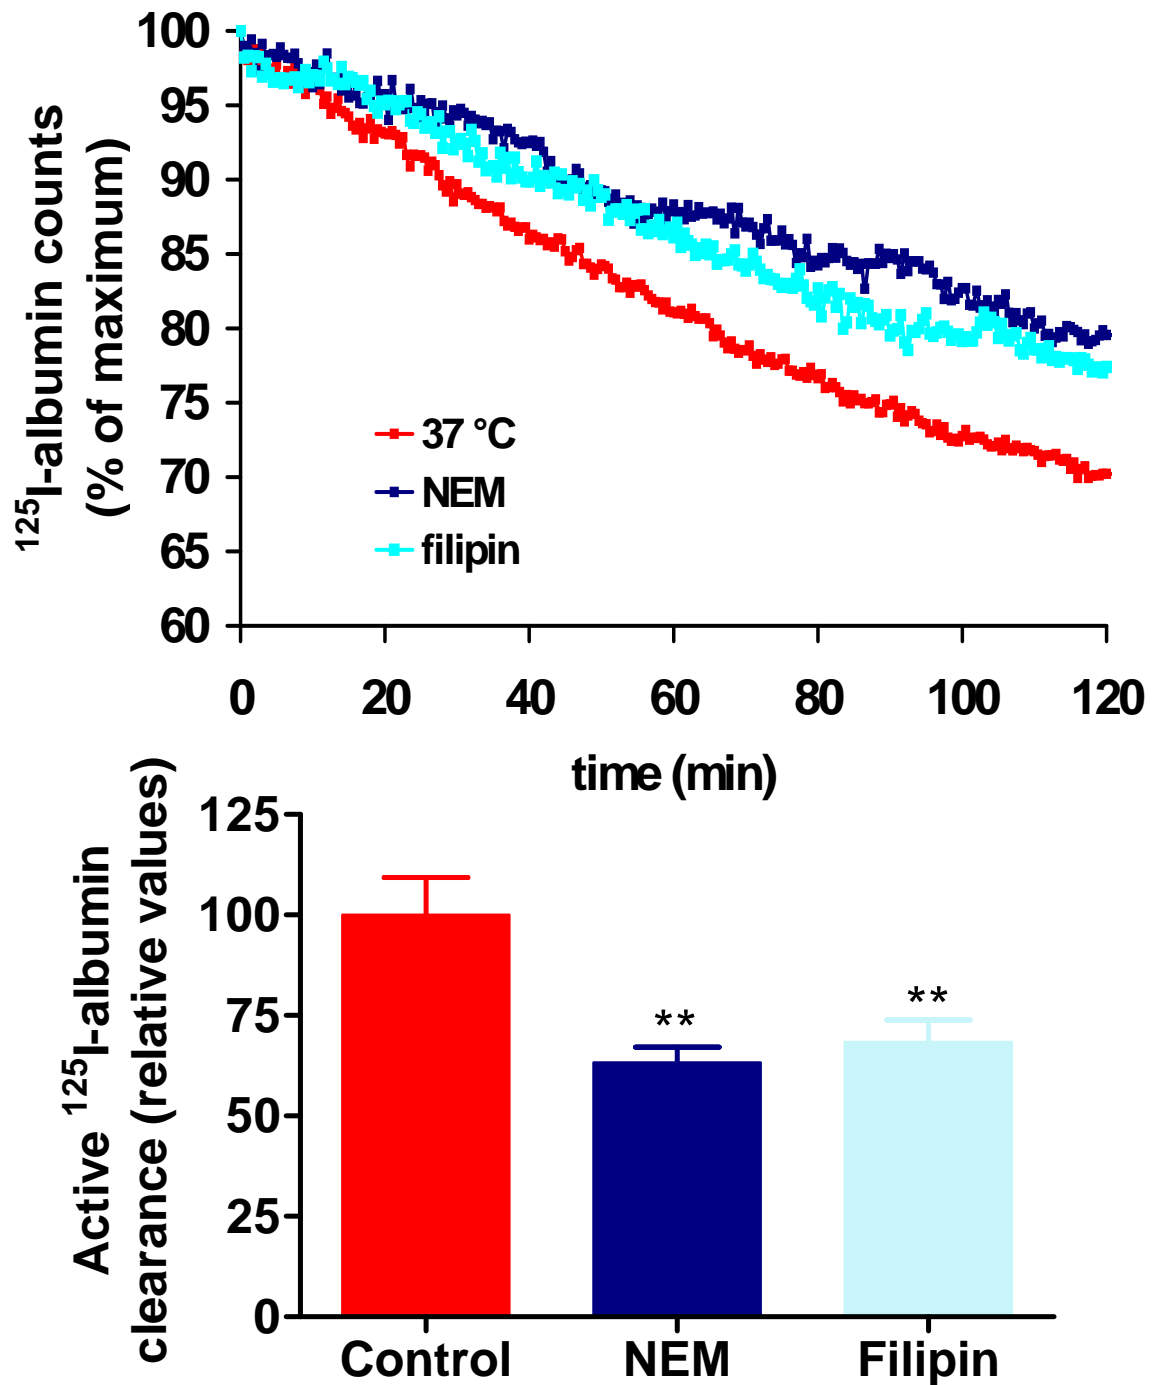 100
95
90
85
80
75
70
65
60
¹²⁵I-albumin counts
(% of maximum)
37 °C
NEM
filipin
0 20 40 60 80 100 120
time (min)
125
100
75
50
25
0
Active ¹²⁵I-albumin
clearance (relative values)
**
**
Control NEM Filipin